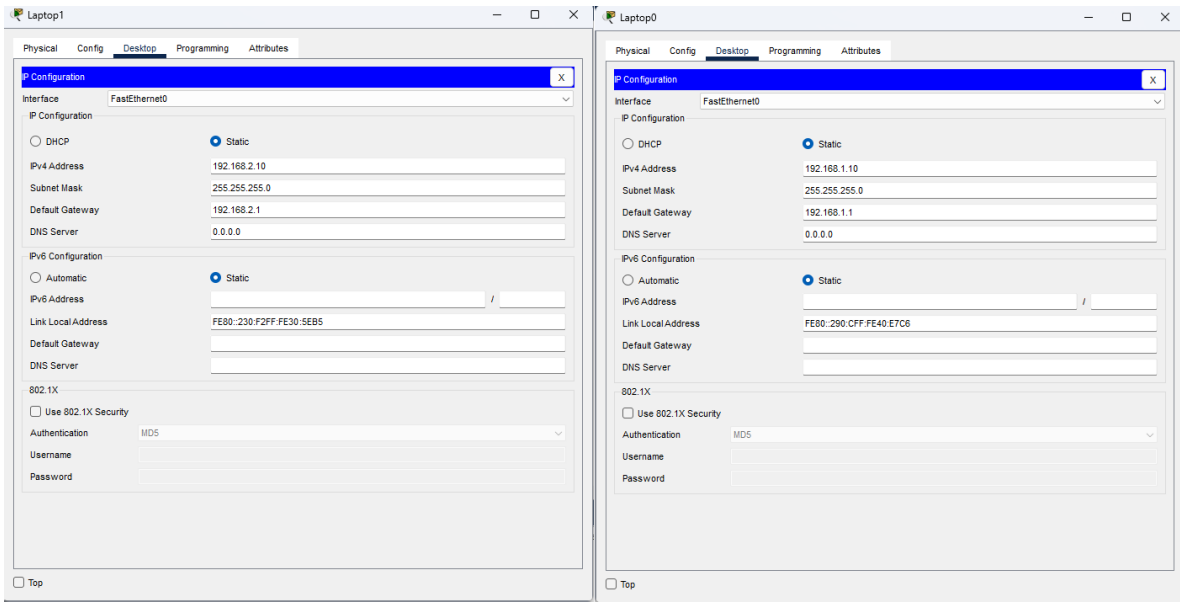 Laptop1
Physical Config Desktop Programming Attributes
IP Configuration X
Interface FastEthernet0
IP Configuration
DHCP Static
IPv4 Address 192.168.2.10
Subnet Mask 255.255.255.0
Default Gateway 192.168.2.1
DNS Server 0.0.0.0
IPv6 Configuration
Automatic Static
IPv6 Address /
Link Local Address FE80::230:F2FF:FE30:5EB5
Default Gateway
DNS Server
802.1X
Use 802.1X Security
Authentication MD5
Username
Password
Top
Laptop0
Physical Config Desktop Programming Attributes
IP Configuration X
Interface FastEthernet0
IP Configuration
DHCP Static
IPv4 Address 192.168.1.10
Subnet Mask 255.255.255.0
Default Gateway 192.168.1.1
DNS Server 0.0.0.0
IPv6 Configuration
Automatic Static
IPv6 Address /
Link Local Address FE80::290:CFF:FE40:E7C6
Default Gateway
DNS Server
802.1X
Use 802.1X Security
Authentication MD5
Username
Password
Top